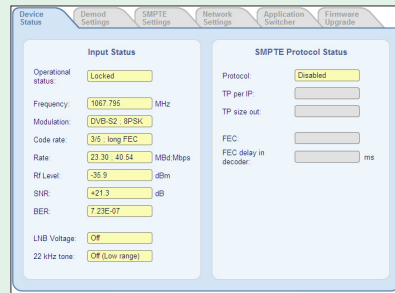 Device Status
Demod Settings
SMPTE Settings
Network Settings
Application Switcher
Firmware Upgrade
Input Status
Operational status: Locked
Frequency: 1067.795 MHz
Modulation: DVB-S2 ; 8PSK
Code rate: 3/5 ; long FEC
Rate: 23.30 ; 40.54 MBd;Mbps
Rf Level: -35.9 dBm
SNR: +21.3 dB
BER: 7.23E-07
LNB Voltage: Off
22 kHz tone: Off (Low range)
SMPTE Protocol Status
Protocol: Disabled
TP per IP:
TP size out:
FEC:
FEC delay in decoder: ms